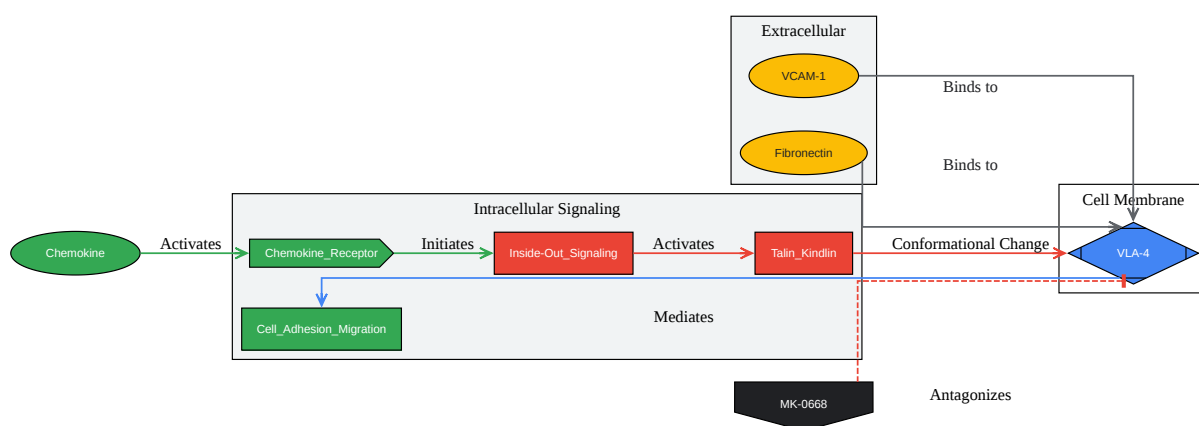 Extracellular
VCAM-1
Binds to
Fibronectin
Binds to
Cell Membrane
Intracellular Signaling
Chemokine
Activates
Chemokine_Receptor
Initiates
Inside-Out_Signaling
Activates
Talin_Kindlin
Conformational Change
VLA-4
Cell_Adhesion_Migration
Mediates
Antagonizes
MK-0668